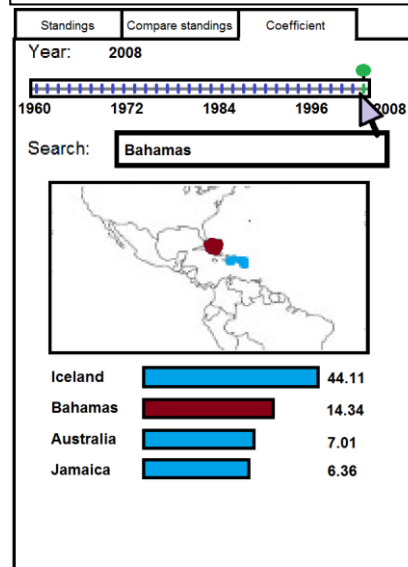 Standings Compare standings Coefficient
Year: 2008
1960 1972 1984 1996 2008
Search: Bahamas
Iceland 44.11
Bahamas 14.34
Australia 7.01
Jamaica 6.36